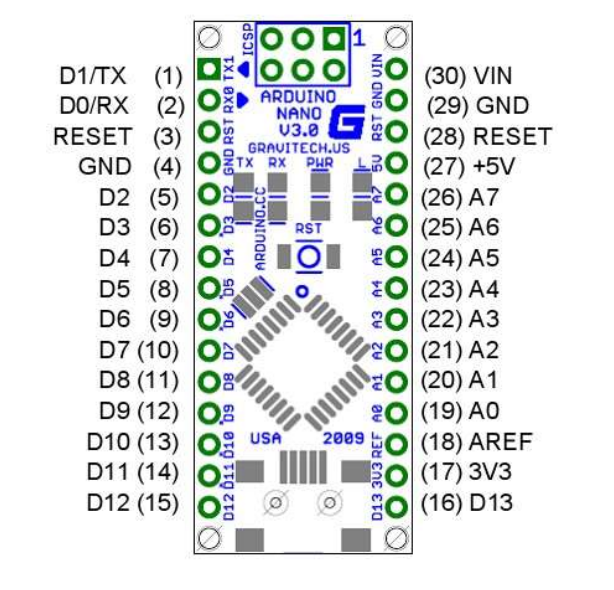 D1/TX (1)
D0/RX (2)
RESET (3)
GND (4)
D2 (5)
D3 (6)
D4 (7)
D5 (8)
D6 (9)
D7 (10)
D8 (11)
D9 (12)
D10 (13)
D11 (14)
D12 (15)
ICSP
1
TX1
RX0
RST
GND
D2
D3
D4
D5
D6
D7
D8
D9
D10
D11
D12
ARDUINO
NANO
V3.0
G
GRAVITECH.US
TX RX PWR L
ARDUINO.CC
RST
USA 2009
VIN
GND
RST
5V
A7
A6
A5
A4
A3
A2
A1
A0
REF
3V3
D13
(30) VIN
(29) GND
(28) RESET
(27) +5V
(26) A7
(25) A6
(24) A5
(23) A4
(22) A3
(21) A2
(20) A1
(19) A0
(18) AREF
(17) 3V3
(16) D13